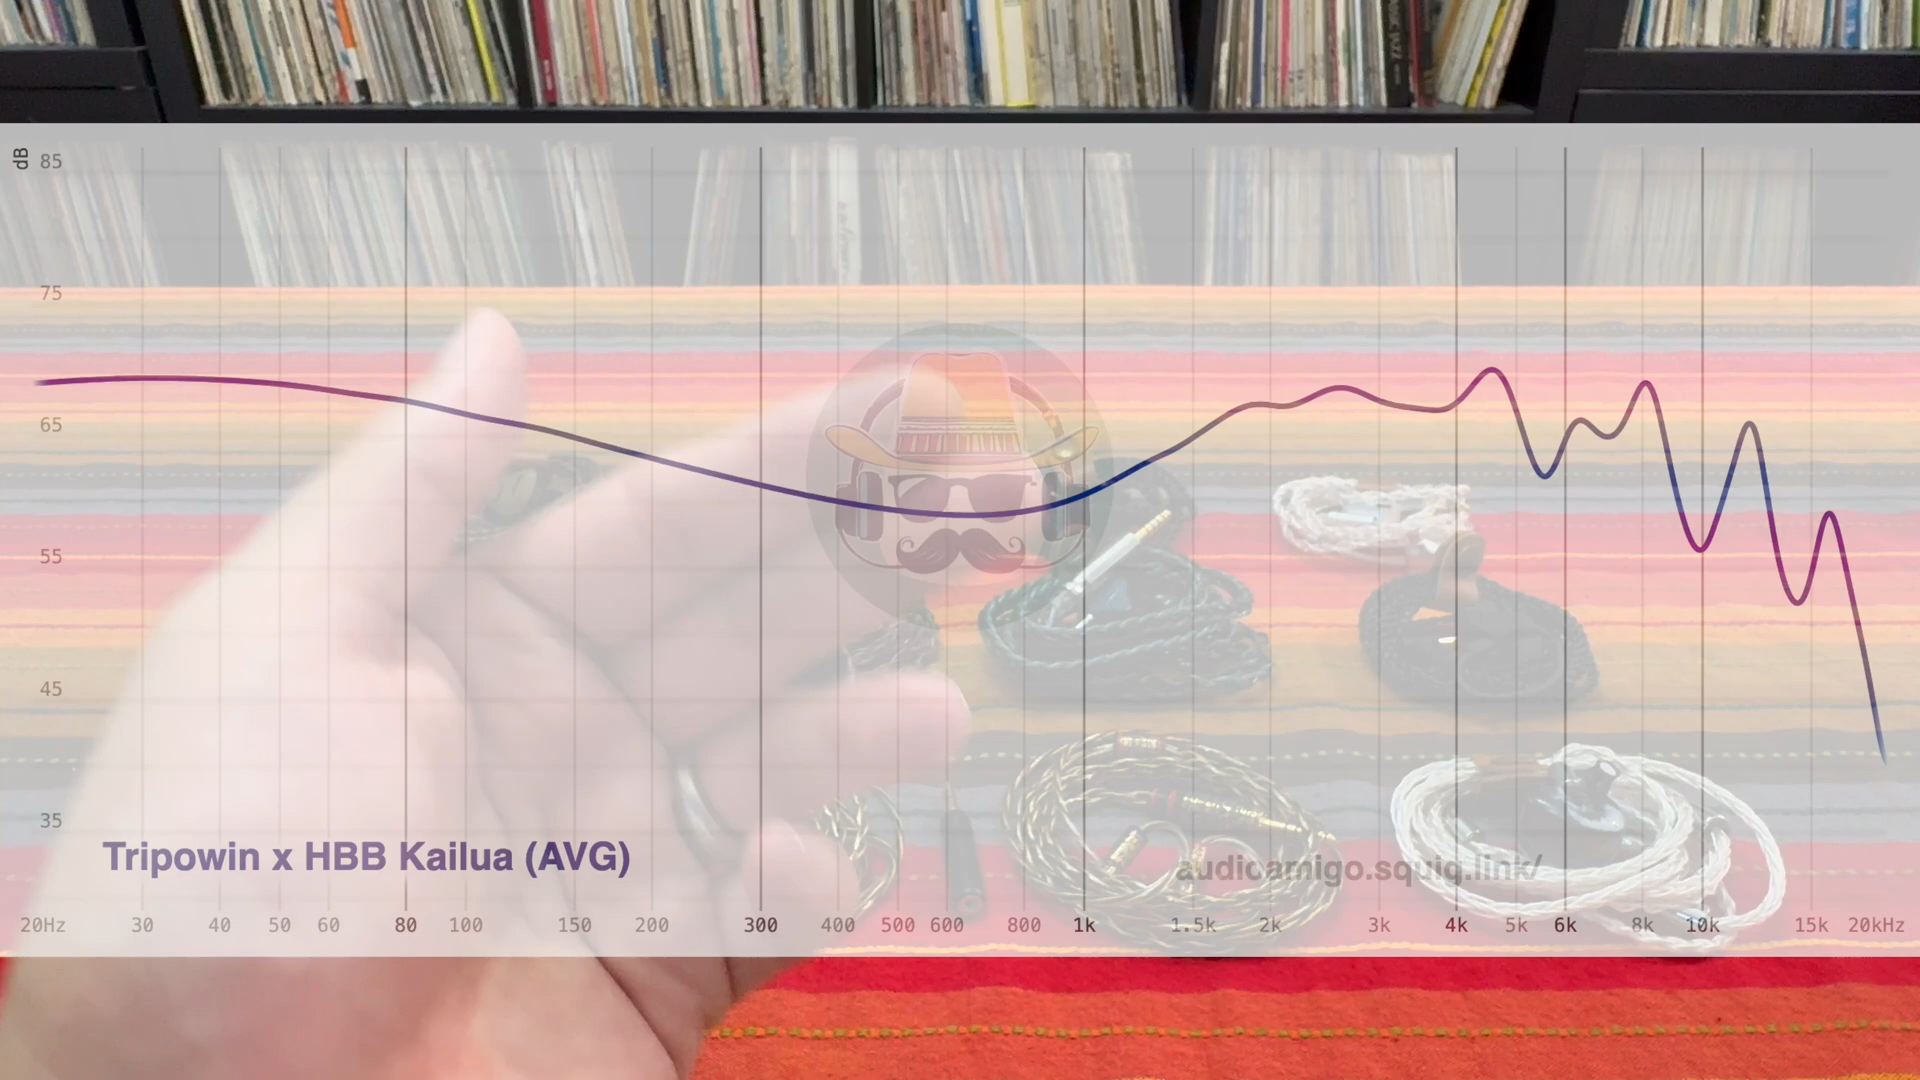 dB
85
75
65
55
45
35
Tripowin x HBB Kailua (AVG)
audioamigo.squig.link/
20Hz 30 40 50 60 80 100 150 200 300 400 500 600 800 1k 1.5k 2k 3k 4k 5k 6k 8k 10k 15k 20kHz